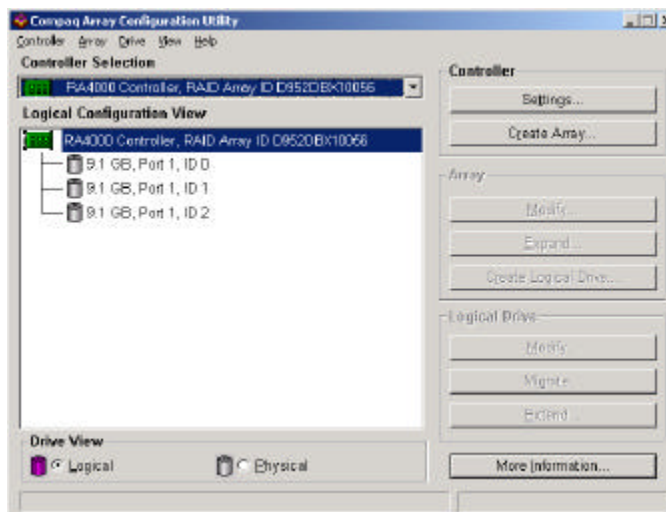 Compaq Array Configuration Utility
Controller Array Drive View Help
Controller Selection
RA4000 Controller, RAID Array ID D952DBX10056
Logical Configuration View
RA4000 Controller, RAID Array ID D952DBX10056
9.1 GB, Port 1, ID 0
9.1 GB, Port 1, ID 1
9.1 GB, Port 1, ID 2
Drive View
Logical
Physical
Controller
Settings...
Create Array...
Array
Modify...
Expand...
Create Logical Drive...
Logical Drive
Modify...
Migrate...
Extend...
More Information...